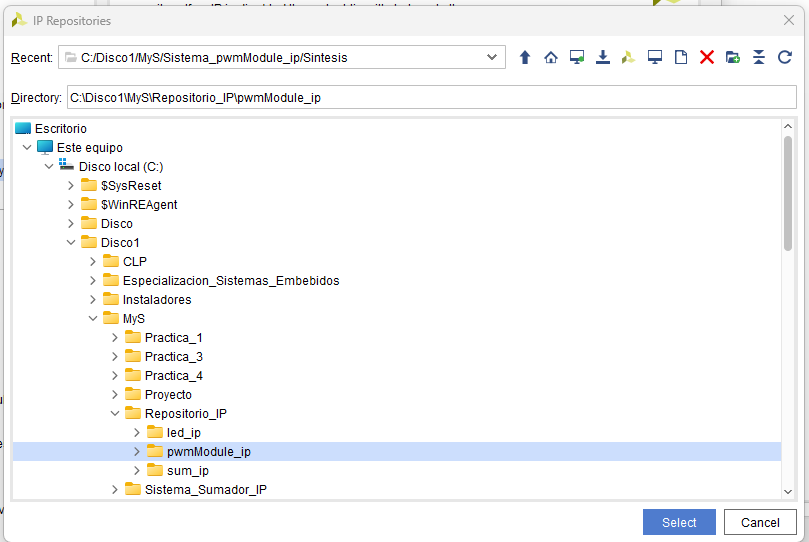 IP Repositories
Recent: C:/Disco1/MyS/Sistema_pwmModule_ip/Sintesis
Directory: C:\Disco1\MyS\Repositorio_IP\pwmModule_ip
Escritorio
Este equipo
Disco local (C:)
$SysReset
$WinREAgent
Disco
Disco1
CLP
Especializacion_Sistemas_Embebidos
Instaladores
MyS
Practica_1
Practica_3
Practica_4
Proyecto
Repositorio_IP
led_ip
pwmModule_ip
sum_ip
Sistema_Sumador_IP
Select Cancel